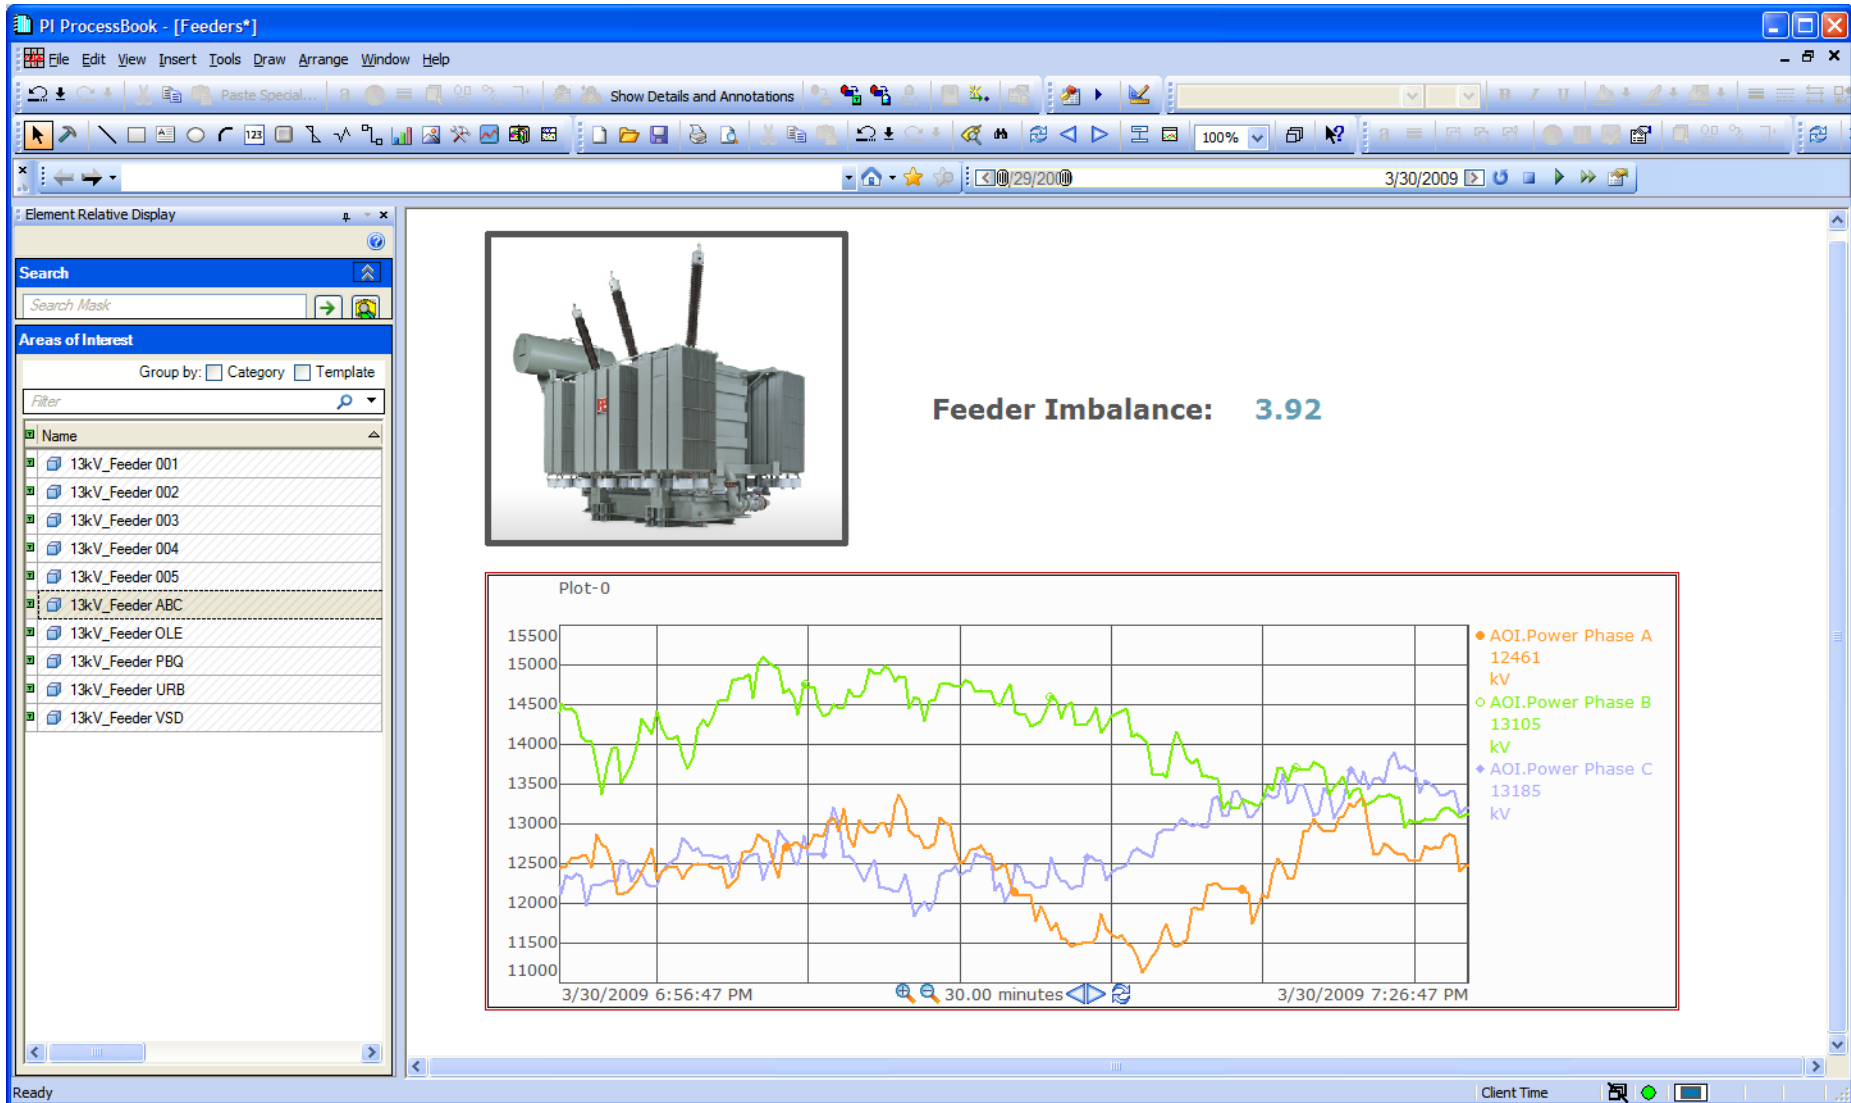 PI ProcessBook - [Feeders*]
File Edit View Insert Tools Draw Arrange Window Help
Paste Special... Show Details and Annotations
123 100%
3/30/2009
Element Relative Display
Search
Search Mask
Areas of Interest
Group by: Category Template
Filter
Name
13kV_Feeder 001
13kV_Feeder 002
13kV_Feeder 003
13kV_Feeder 004
13kV_Feeder 005
13kV_Feeder ABC
13kV_Feeder OLE
13kV_Feeder PBQ
13kV_Feeder URB
13kV_Feeder VSD
Feeder Imbalance: 3.92
Plot-0
15500
15000
14500
14000
13500
13000
12500
12000
11500
11000
3/30/2009 6:56:47 PM 30.00 minutes 3/30/2009 7:26:47 PM
AOI.Power Phase A
12461
kV
AOI.Power Phase B
13105
kV
AOI.Power Phase C
13185
kV
Ready Client Time